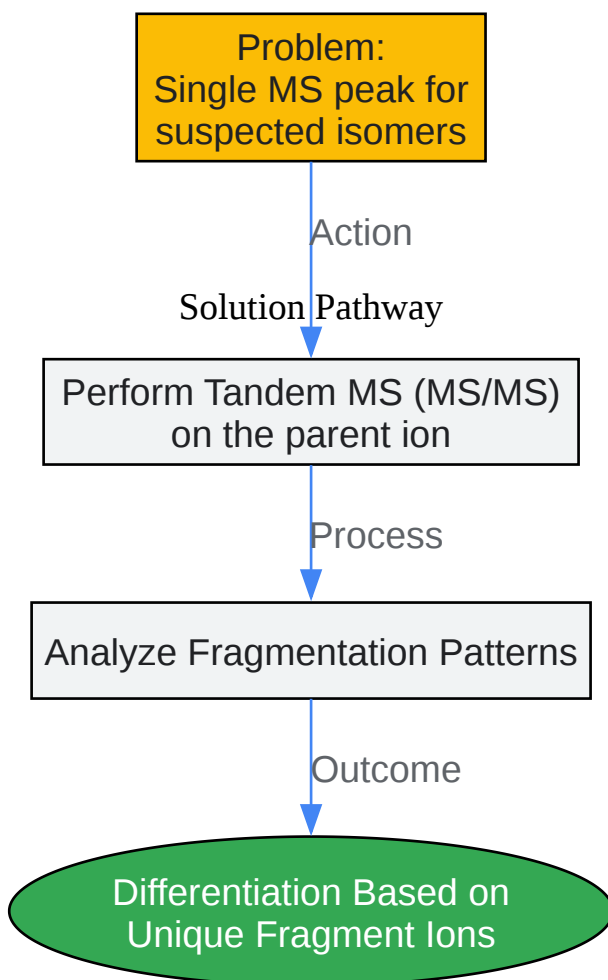 Problem:
Single MS peak for
suspected isomers
Action
Solution Pathway
Perform Tandem MS (MS/MS)
on the parent ion
Process
Analyze Fragmentation Patterns
Outcome
Differentiation Based on
Unique Fragment Ions